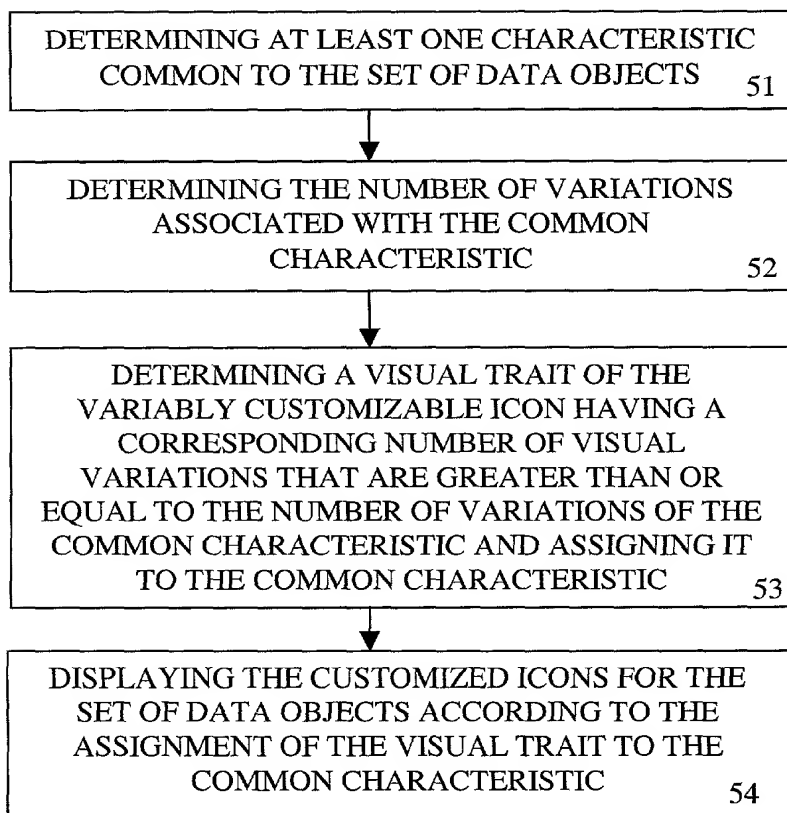 DETERMINING AT LEAST ONE CHARACTERISTIC
COMMON TO THE SET OF DATA OBJECTS
51
DETERMINING THE NUMBER OF VARIATIONS
ASSOCIATED WITH THE COMMON
CHARACTERISTIC
52
DETERMINING A VISUAL TRAIT OF THE
VARIABLY CUSTOMIZABLE ICON HAVING A
CORRESPONDING NUMBER OF VISUAL
VARIATIONS THAT ARE GREATER THAN OR
EQUAL TO THE NUMBER OF VARIATIONS OF THE
COMMON CHARACTERISTIC AND ASSIGNING IT
TO THE COMMON CHARACTERISTIC
53
DISPLAYING THE CUSTOMIZED ICONS FOR THE
SET OF DATA OBJECTS ACCORDING TO THE
ASSIGNMENT OF THE VISUAL TRAIT TO THE
COMMON CHARACTERISTIC
54